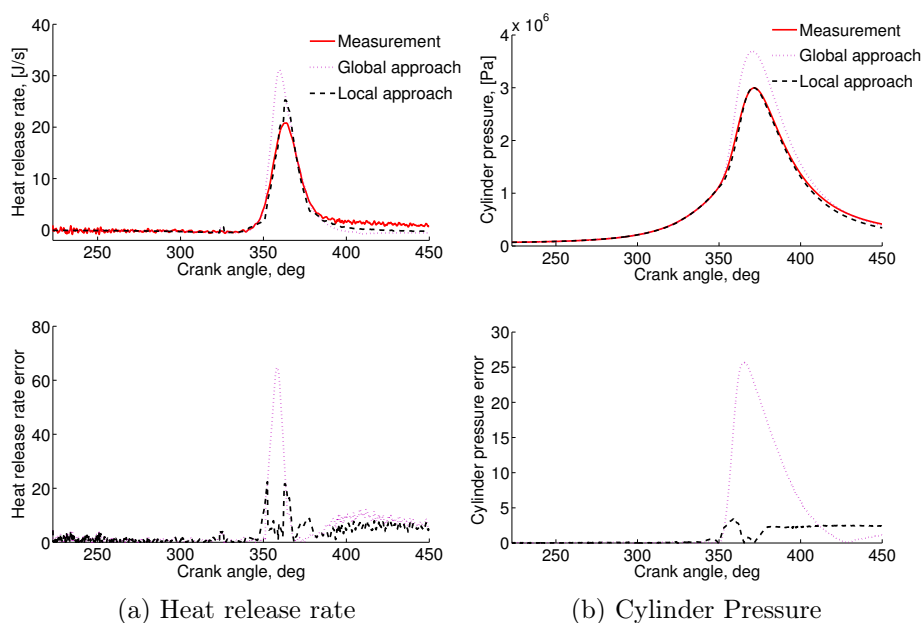 40
30
20
10
0
Heat release rate, [J/s]
Measurement
Global approach
Local approach
250 300 350 400 450
Crank angle, deg
4 x 10^6
3
2
1
0
Cylinder pressure, [Pa]
Measurement
Global approach
Local approach
250 300 350 400 450
Crank angle, deg
80
60
40
20
0
Heat release rate error
250 300 350 400 450
Crank angle, deg
30
25
20
15
10
5
0
Cylinder pressure error
250 300 350 400 450
Crank angle, deg
(a) Heat release rate
(b) Cylinder Pressure